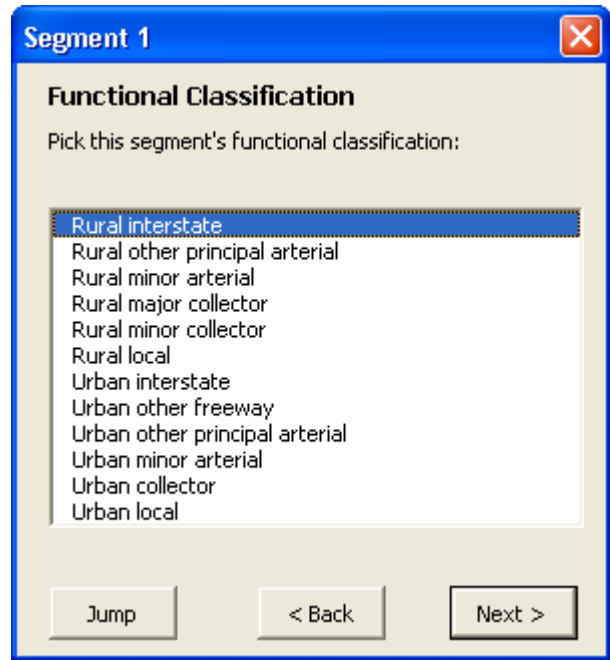 Segment 1
Functional Classification
Pick this segment's functional classification:
Rural interstate
Rural other principal arterial
Rural minor arterial
Rural major collector
Rural minor collector
Rural local
Urban interstate
Urban other freeway
Urban other principal arterial
Urban minor arterial
Urban collector
Urban local
Jump
< Back
Next >